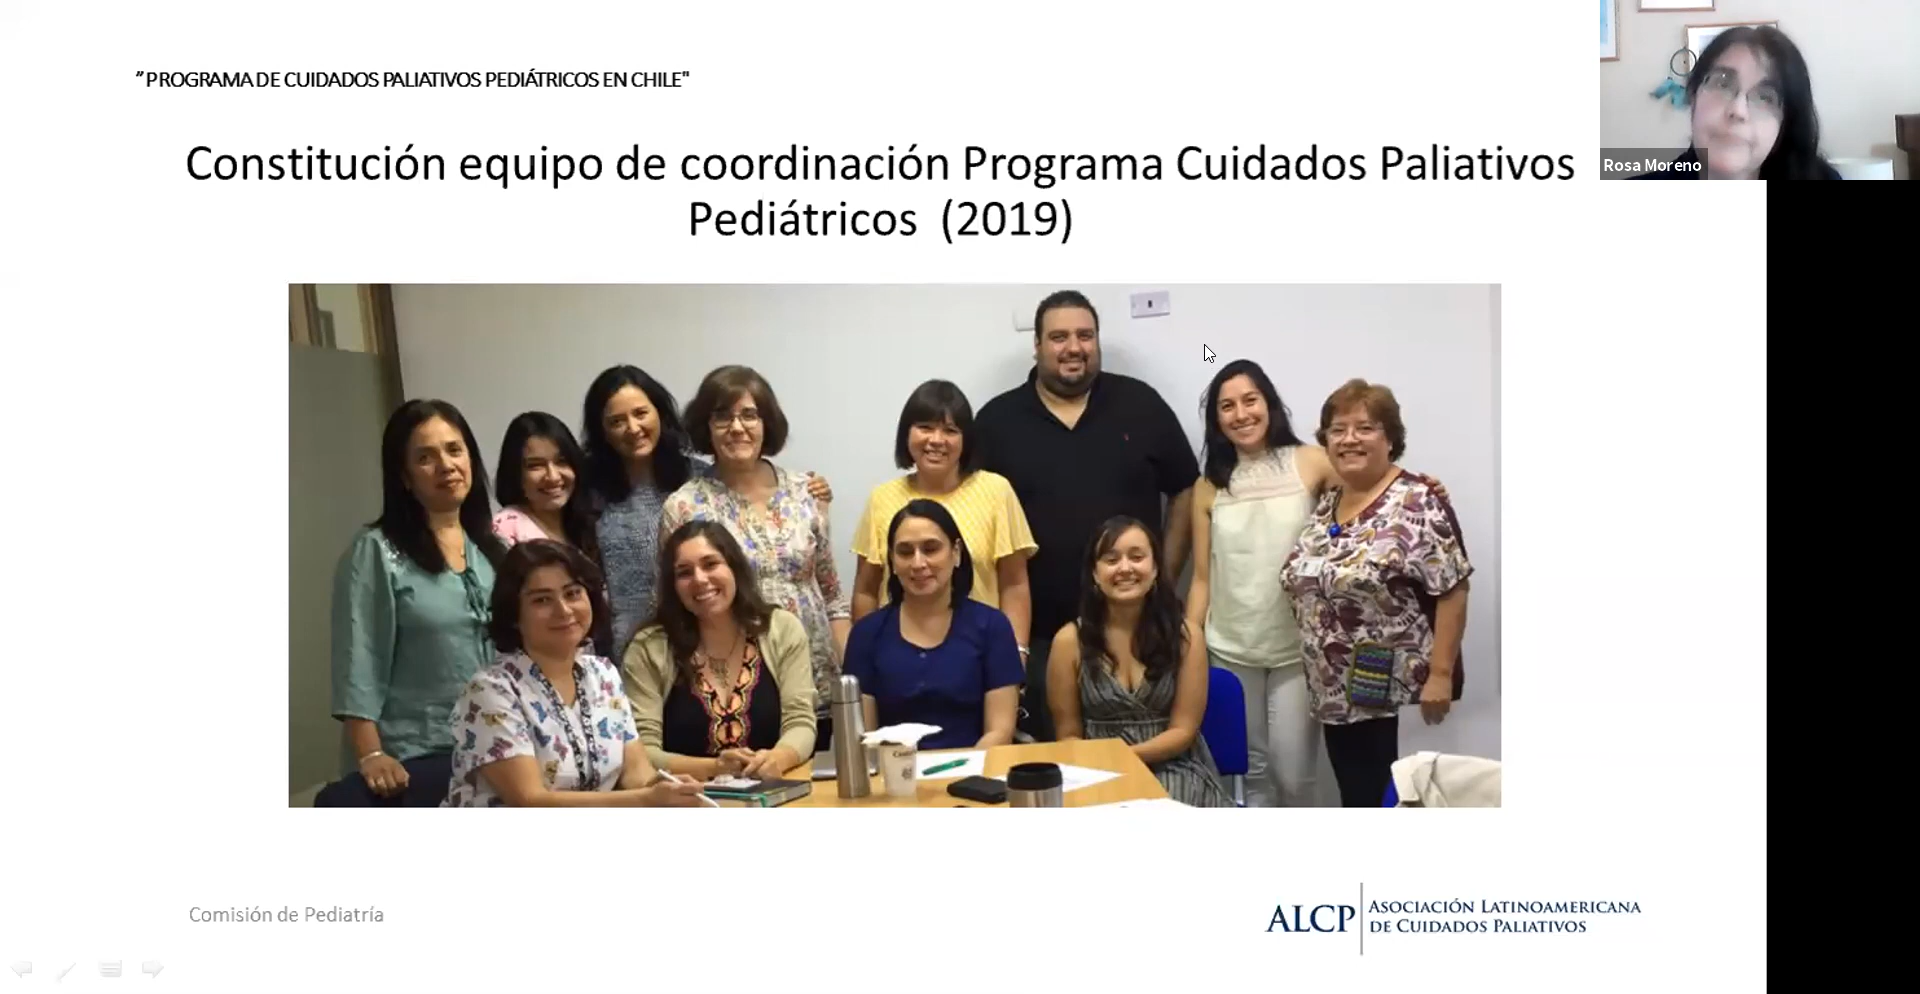 ”PROGRAMA DE CUIDADOS PALIATIVOS PEDIÁTRICOS EN CHILE"
Rosa Moreno
Constitución equipo de coordinación Programa Cuidados Paliativos
Pediátricos (2019)
Comisión de Pediatría
ALCP
ASOCIACIÓN LATINOAMERICANA
DE CUIDADOS PALIATIVOS